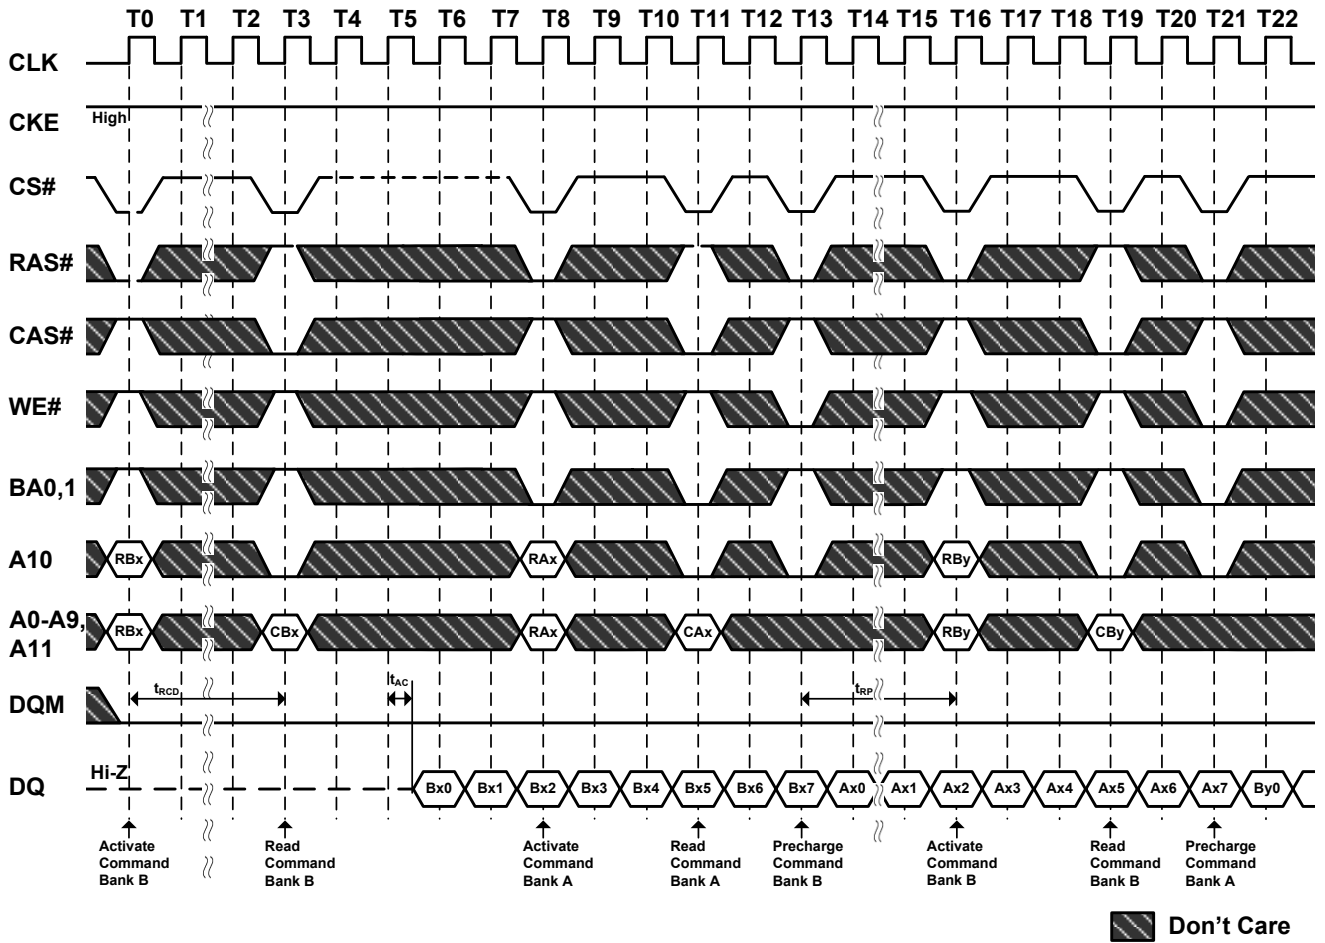 T0 T1 T2 T3 T4 T5 T6 T7 T8 T9 T10 T11 T12 T13 T14 T15 T16 T17 T18 T19 T20 T21 T22
CLK
CKE High
CS#
RAS#
CAS#
WE#
BA0,1
A10 RBx RAx RBy
A0-A9, A11 RBx CBx RAx CAx RBy CBy
DQM tRCD tAC tRP
DQ Hi-Z Bx0 Bx1 Bx2 Bx3 Bx4 Bx5 Bx6 Bx7 Ax0 Ax1 Ax2 Ax3 Ax4 Ax5 Ax6 Ax7 By0
Activate
Command
Bank B
Read
Command
Bank B
Activate
Command
Bank A
Read
Command
Bank A
Precharge
Command
Bank B
Activate
Command
Bank B
Read
Command
Bank B
Precharge
Command
Bank A
Don't Care